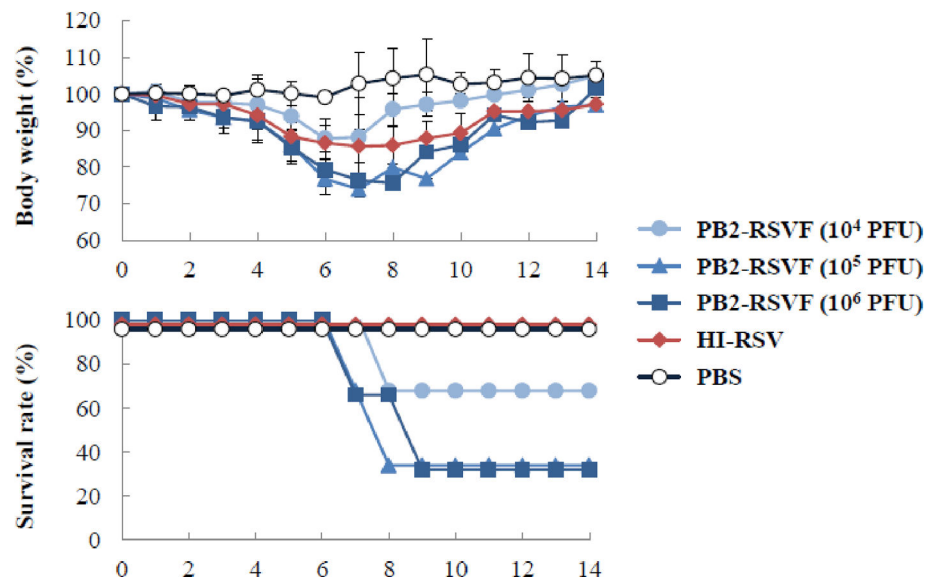 Body weight (%)
120
110
100
90
80
70
60
0 2 4 6 8 10 12 14
PB2-RSVF (10⁴ PFU)
PB2-RSVF (10⁵ PFU)
PB2-RSVF (10⁶ PFU)
HI-RSV
PBS
Survival rate (%)
100
80
60
40
20
0
0 2 4 6 8 10 12 14